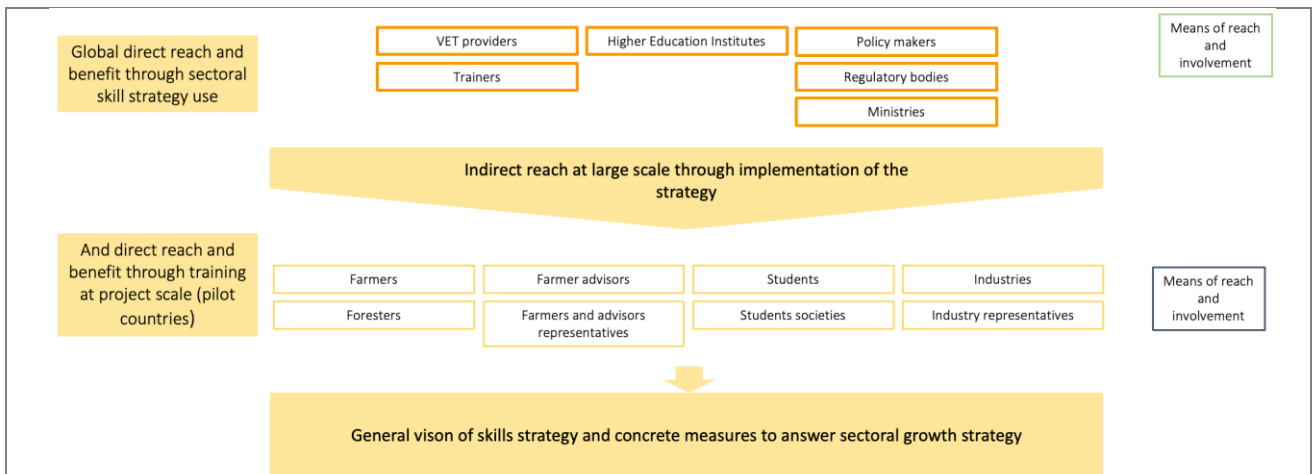 Global direct reach and
benefit through sectoral
skill strategy use
VET providers
Higher Education Institutes
Policy makers
Trainers
Regulatory bodies
Ministries
Means of reach
and
involvement
Indirect reach at large scale through implementation of the
strategy
And direct reach and
benefit through training
at project scale (pilot
countries)
Farmers
Farmer advisors
Students
Industries
Foresters
Farmers and advisors
representatives
Students societies
Industry representatives
Means of reach
and
involvement
General vison of skills strategy and concrete measures to answer sectoral growth strategy